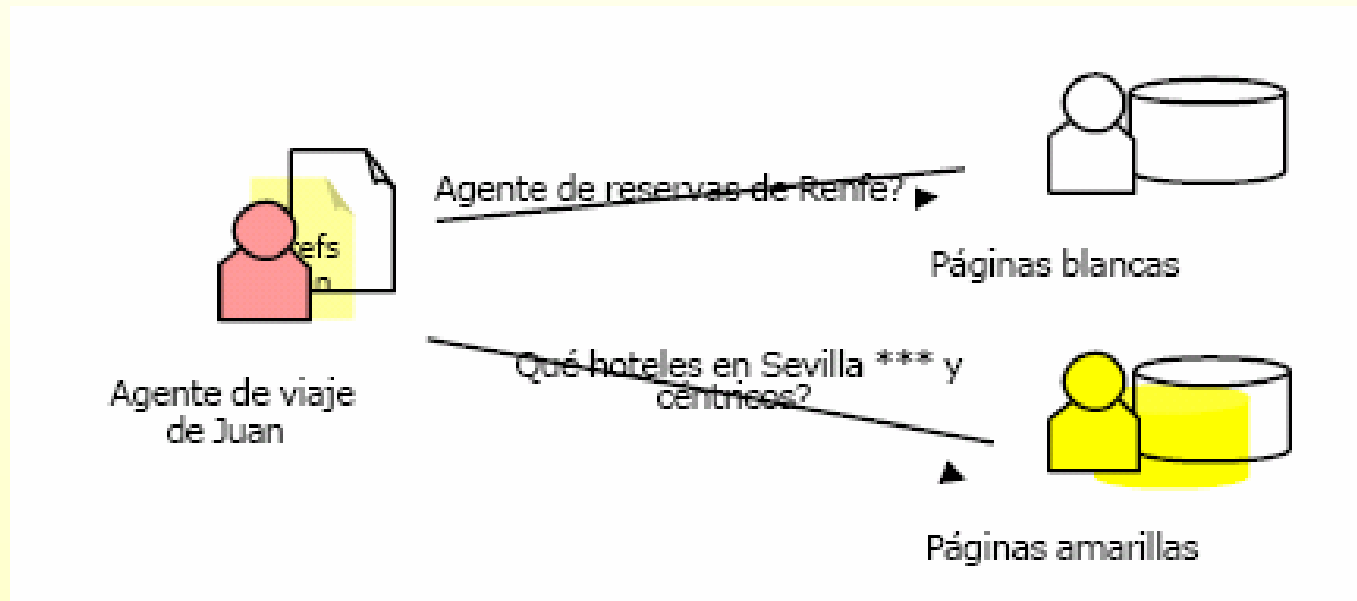 Agente de reservas de Renfe?
efs
n
Páginas blancas
Qué hoteles en Sevilla *** y
céntricos?
Agente de viaje
de Juan
Páginas amarillas